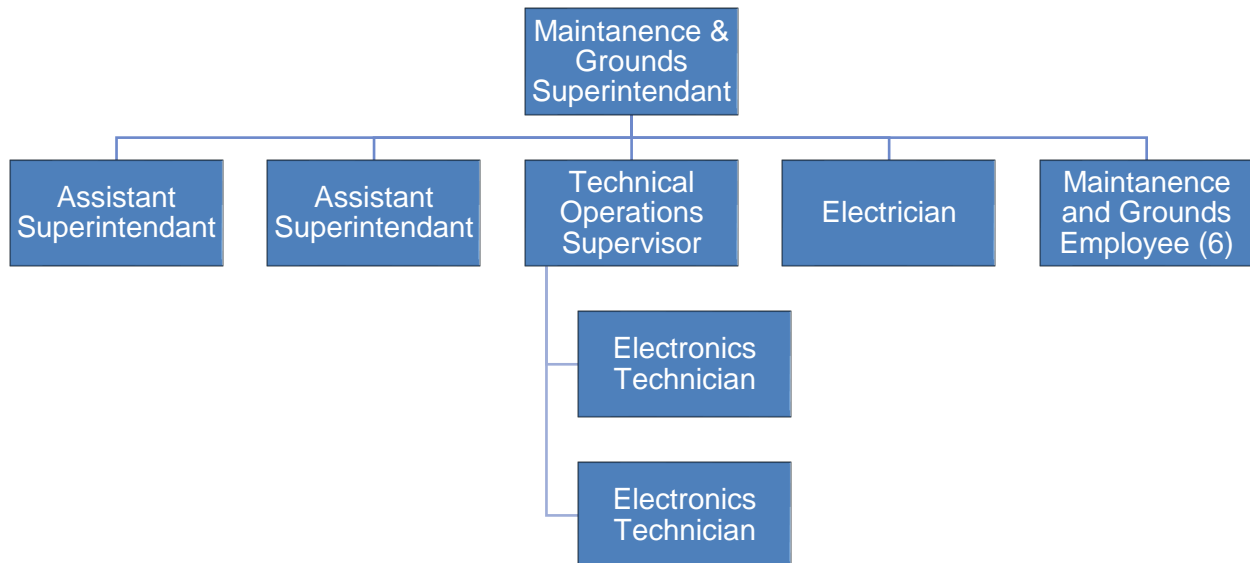 Maintanence &
Grounds
Superintendant
Assistant
Superintendant
Assistant
Superintendant
Technical
Operations
Supervisor
Electrician
Maintanence
and Grounds
Employee (6)
Electronics
Technician
Electronics
Technician